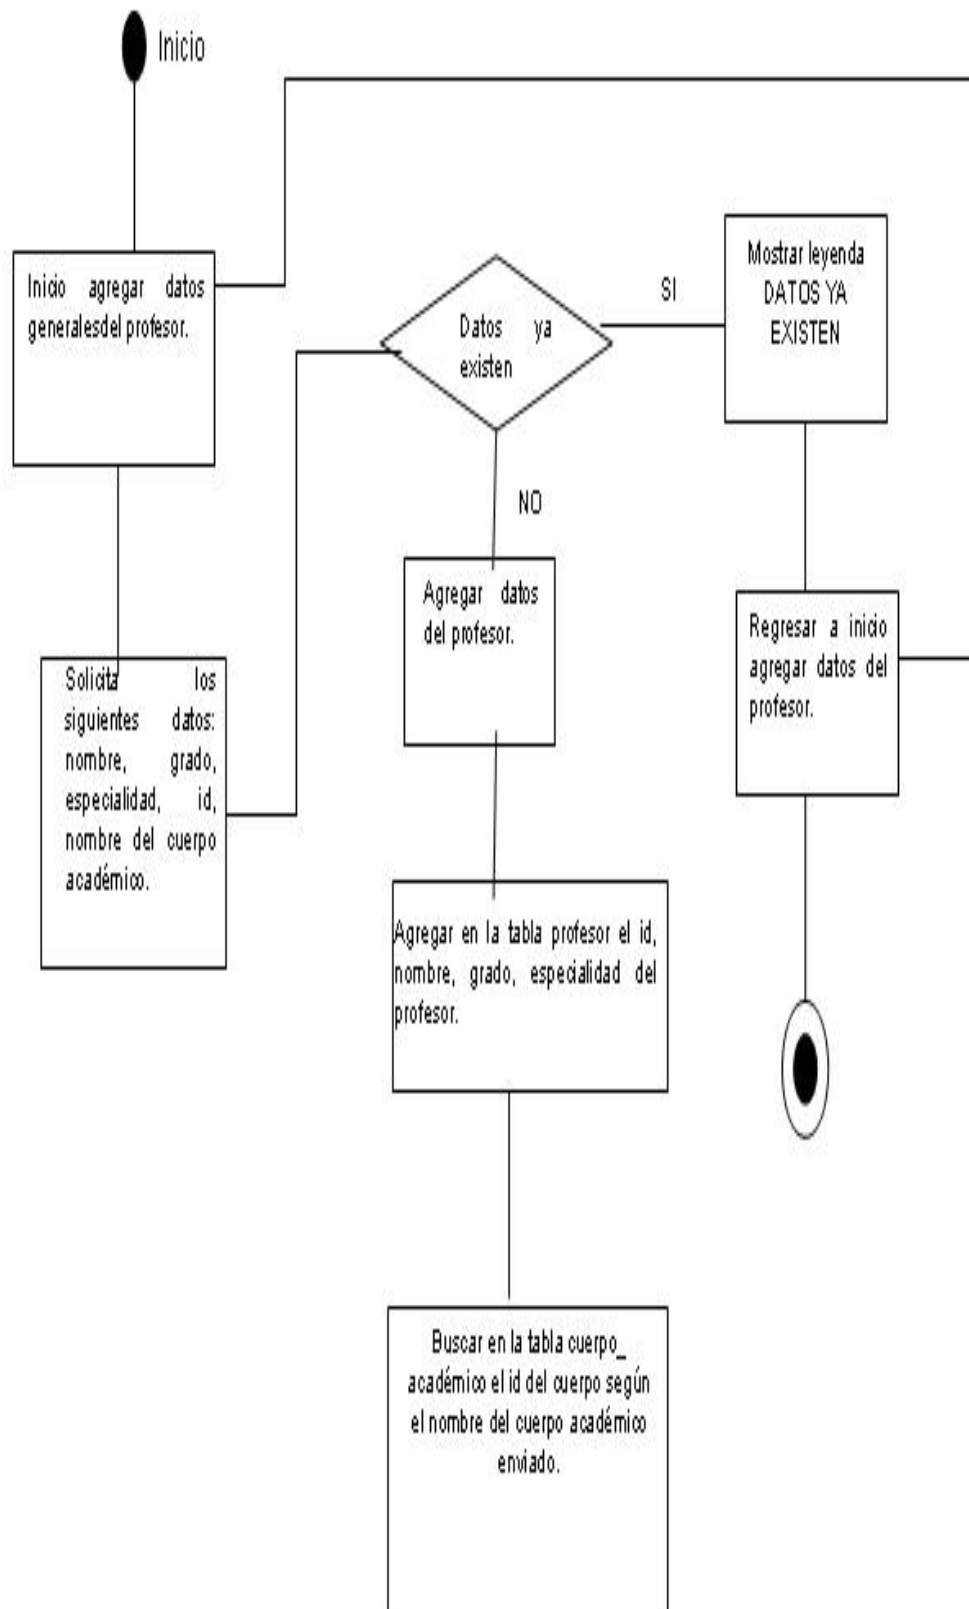 Inicio
Inicio agregar datos
generalesdel profesor.
Datos ya
existen
SI
Mostrar leyenda
DATOS YA
EXISTEN
NO
Agregar datos
del profesor.
Regresar a inicio
agregar datos del
profesor.
Solicita los
siguientes datos:
nombre, grado,
especialidad, id,
nombre del cuerpo
académico.
Agregar en la tabla profesor el id,
nombre, grado, especialidad del
profesor.
Buscar en la tabla cuerpo_
académico el id del cuerpo según
el nombre del cuerpo académico
enviado.